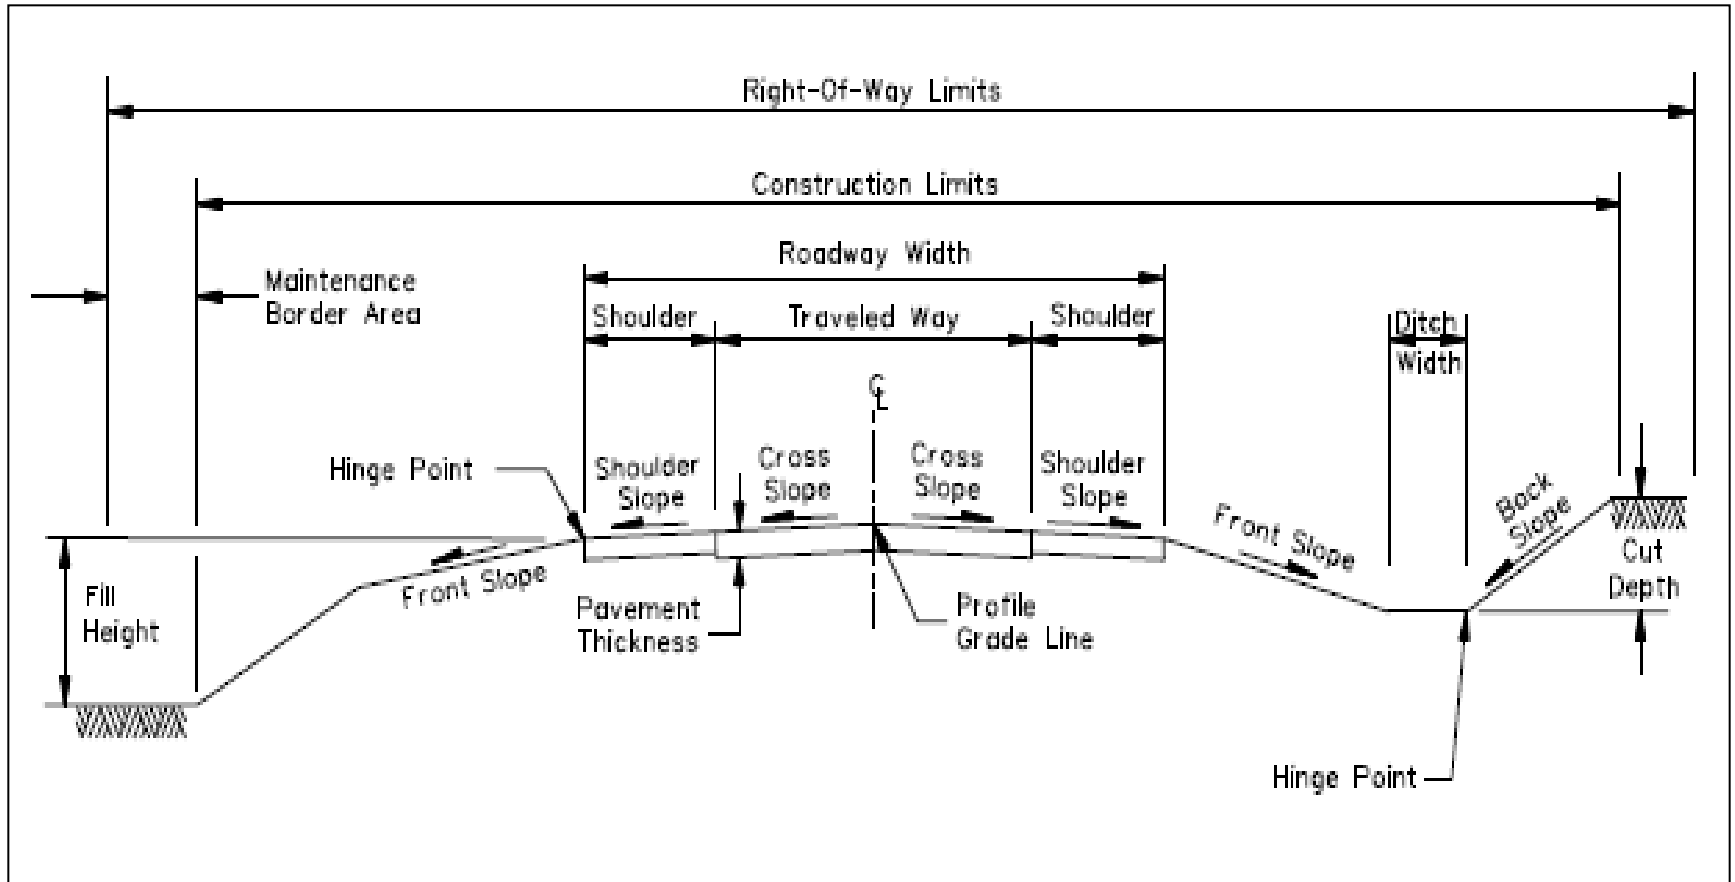 Right-Of-Way Limits
Construction Limits
Roadway Width
Maintenance
Border Area
Shoulder
Traveled Way
Shoulder
Ditch
Width
CL
Hinge Point
Shoulder
Slope
Cross
Slope
Cross
Slope
Shoulder
Slope
Front Slope
Back
Slope
Cut
Depth
Fill
Height
Front Slope
Pavement
Thickness
Profile
Grade Line
Hinge Point